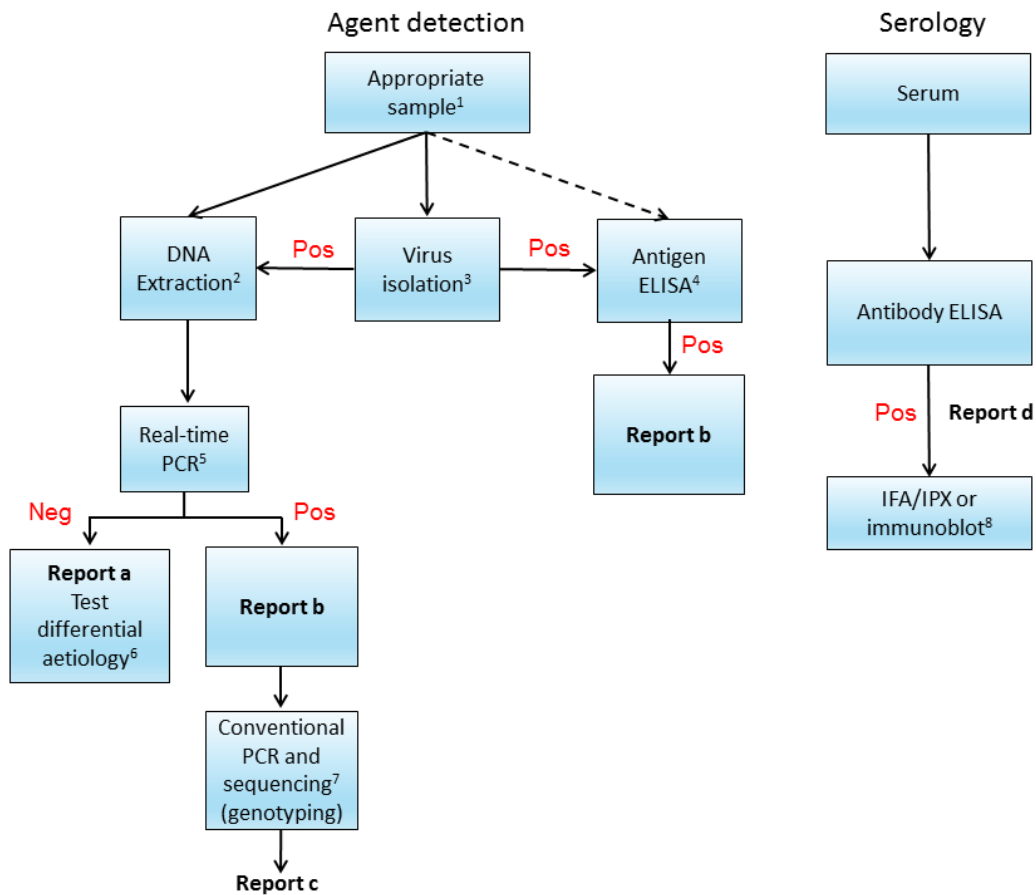 Agent detection
Serology
Appropriate
sample¹
Serum
DNA
Extraction²
Pos
Virus
isolation³
Pos
Antigen
ELISA⁴
Antibody ELISA
Pos
Report b
Pos
Report d
Real-time
PCR⁵
IFA/IPX or
immunoblot⁸
Neg
Pos
Report a
Test
differential
aetiology⁶
Report b
Conventional
PCR and
sequencing⁷
(genotyping)
Report c